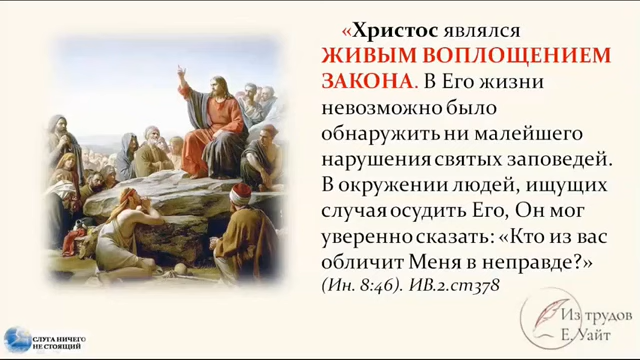 «Христос являлся
ЖИВЫМ ВОПЛОЩЕНИЕМ
ЗАКОНА. В Его жизни
невозможно было
обнаружить ни малейшего
нарушения святых заповедей.
В окружении людей, ищущих
случая осудить Его, Он мог
уверенно сказать: «Кто из вас
обличит Меня в неправде?»
(Ин. 8:46). ИВ.2.ст378
Из трудов
Е. Уайт
СЛУГА НИЧЕГО
НЕ СТОЯЩИЙ